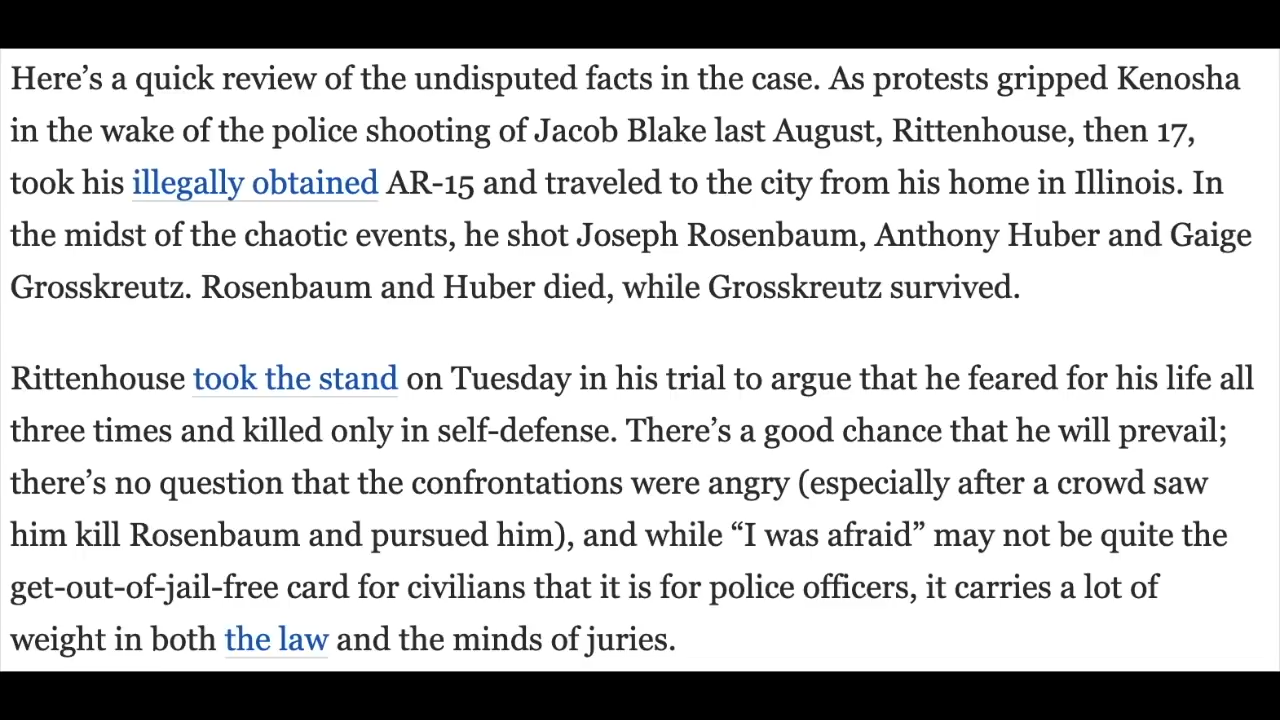 Here’s a quick review of the undisputed facts in the case. As protests gripped Kenosha
in the wake of the police shooting of Jacob Blake last August, Rittenhouse, then 17,
took his illegally obtained AR-15 and traveled to the city from his home in Illinois. In
the midst of the chaotic events, he shot Joseph Rosenbaum, Anthony Huber and Gaige
Grosskreutz. Rosenbaum and Huber died, while Grosskreutz survived.
Rittenhouse took the stand on Tuesday in his trial to argue that he feared for his life all
three times and killed only in self-defense. There’s a good chance that he will prevail;
there’s no question that the confrontations were angry (especially after a crowd saw
him kill Rosenbaum and pursued him), and while “I was afraid” may not be quite the
get-out-of-jail-free card for civilians that it is for police officers, it carries a lot of
weight in both the law and the minds of juries.